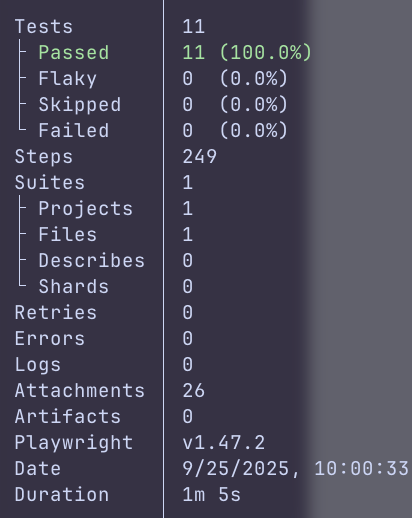 Tests 11
Passed 11 (100.0%)
Flaky 0 (0.0%)
Skipped 0 (0.0%)
Failed 0 (0.0%)
Steps 249
Suites 1
Projects 1
Files 1
Describes 0
Shards 0
Retries 0
Errors 0
Logs 0
Attachments 26
Artifacts 0
Playwright v1.47.2
Date 9/25/2025, 10:00:33
Duration 1m 5s